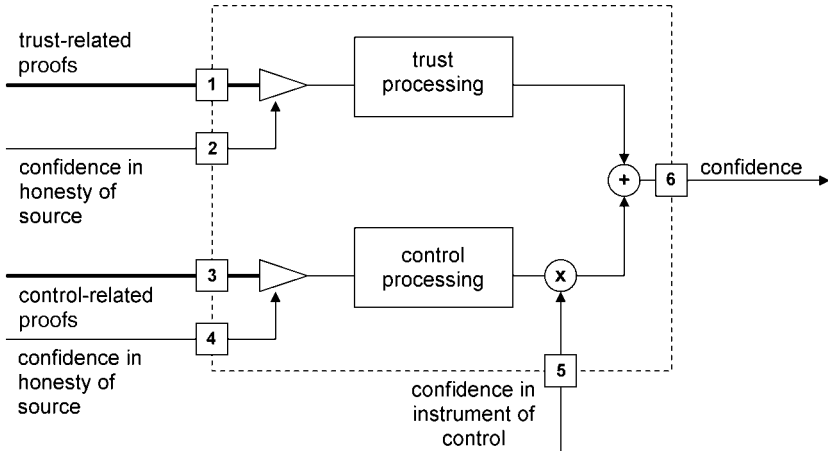 trust-related
proofs
1
trust
processing
2
confidence in
honesty of
source
+
6
confidence
3
control
processing
x
control-related
proofs
4
confidence in
honesty of
source
5
confidence in
instrument of
control